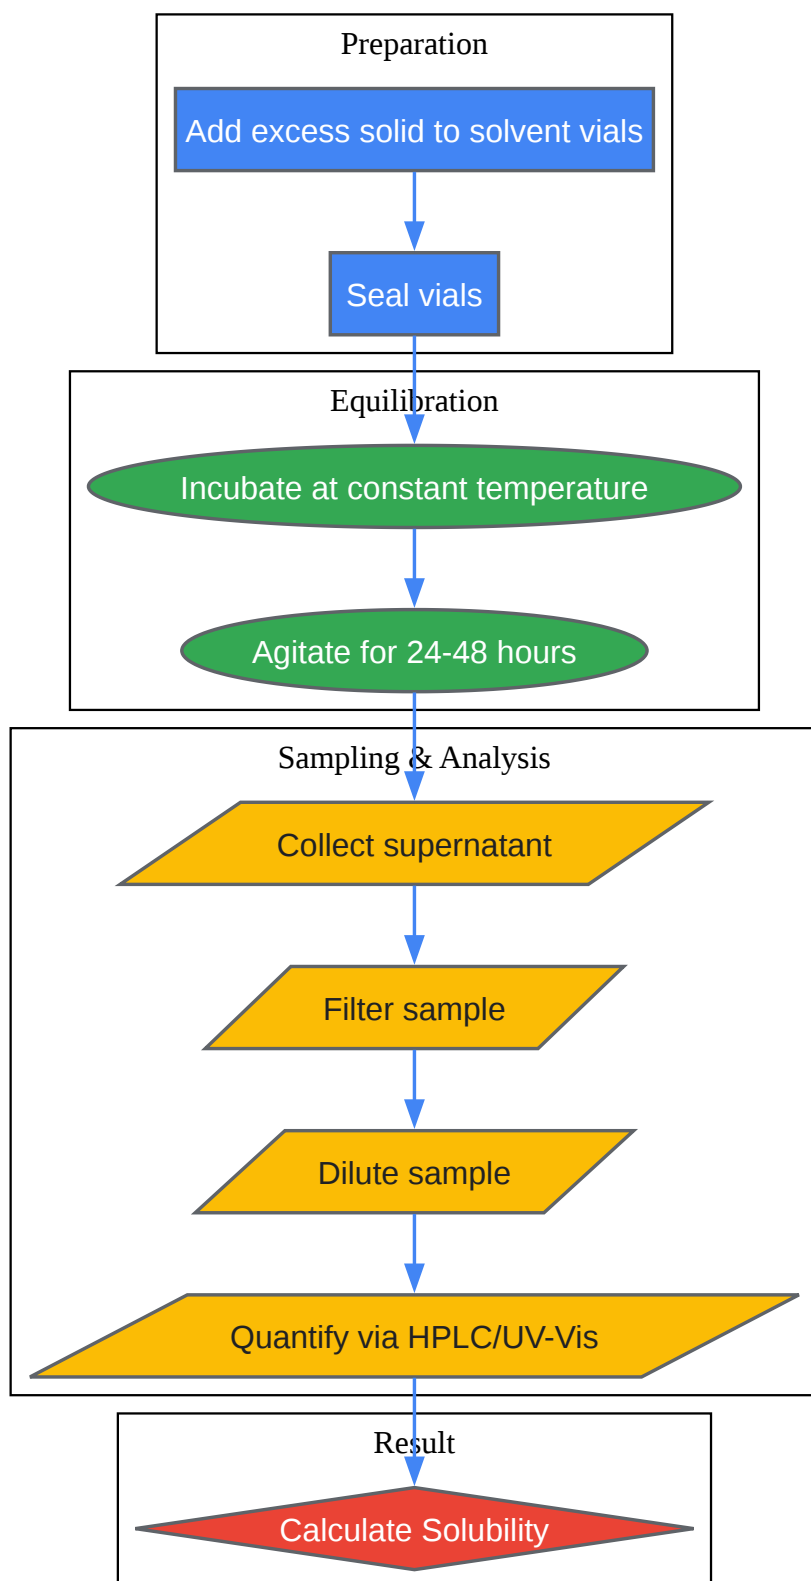 Preparation
Add excess solid to solvent vials
Seal vials
Equilibration
Incubate at constant temperature
Agitate for 24-48 hours
Sampling & Analysis
Collect supernatant
Filter sample
Dilute sample
Quantify via HPLC/UV-Vis
Result
Calculate Solubility